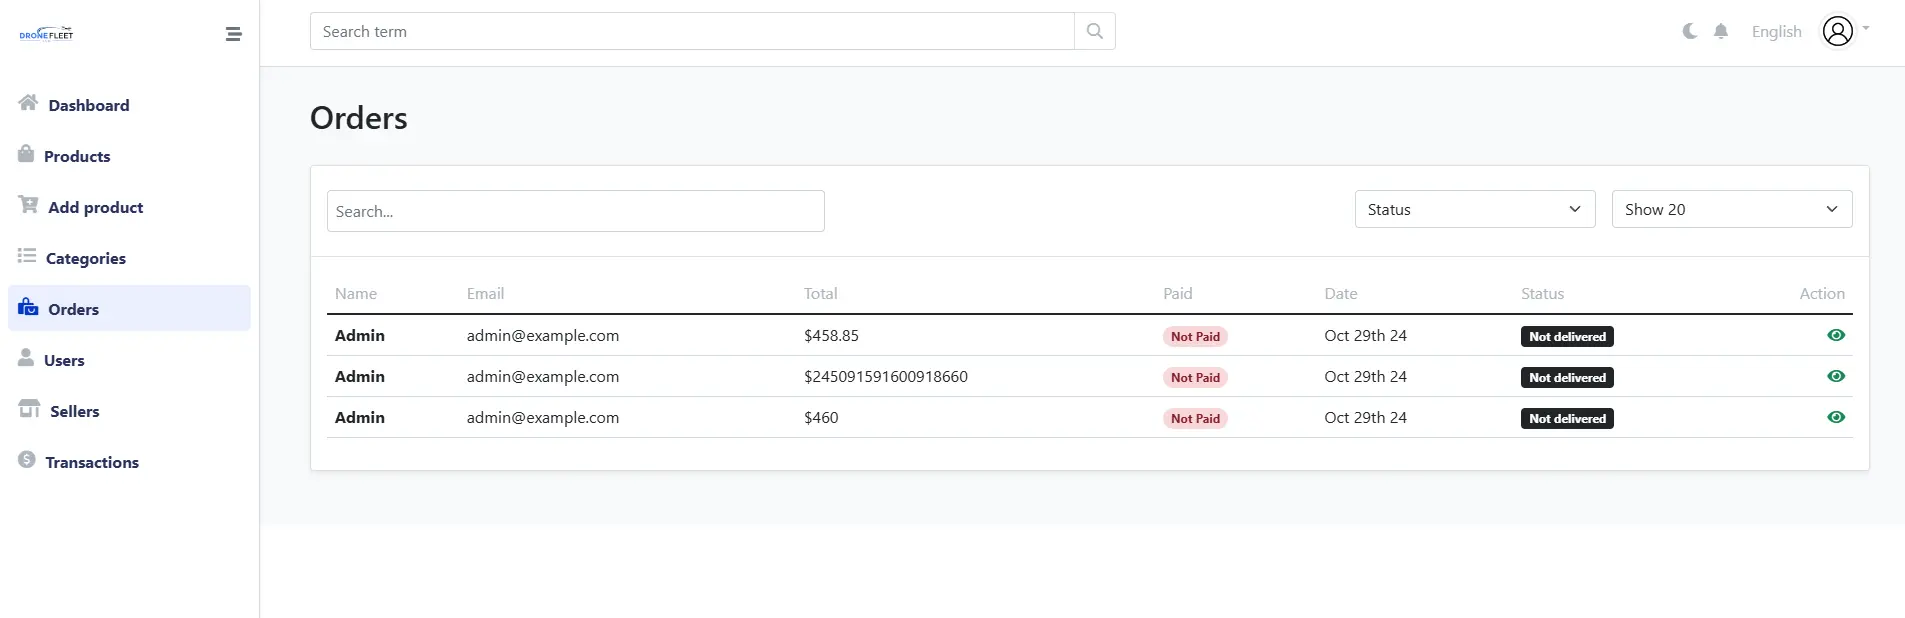 DRONEFLEET
Search term
English
Dashboard
Products
Add product
Categories
Orders
Users
Sellers
Transactions
Orders
Search...
Status
Show 20
Name Email Total Paid Date Status Action
Admin admin@example.com $458.85 Not Paid Oct 29th 24 Not delivered
Admin admin@example.com $245091591600918660 Not Paid Oct 29th 24 Not delivered
Admin admin@example.com $460 Not Paid Oct 29th 24 Not delivered